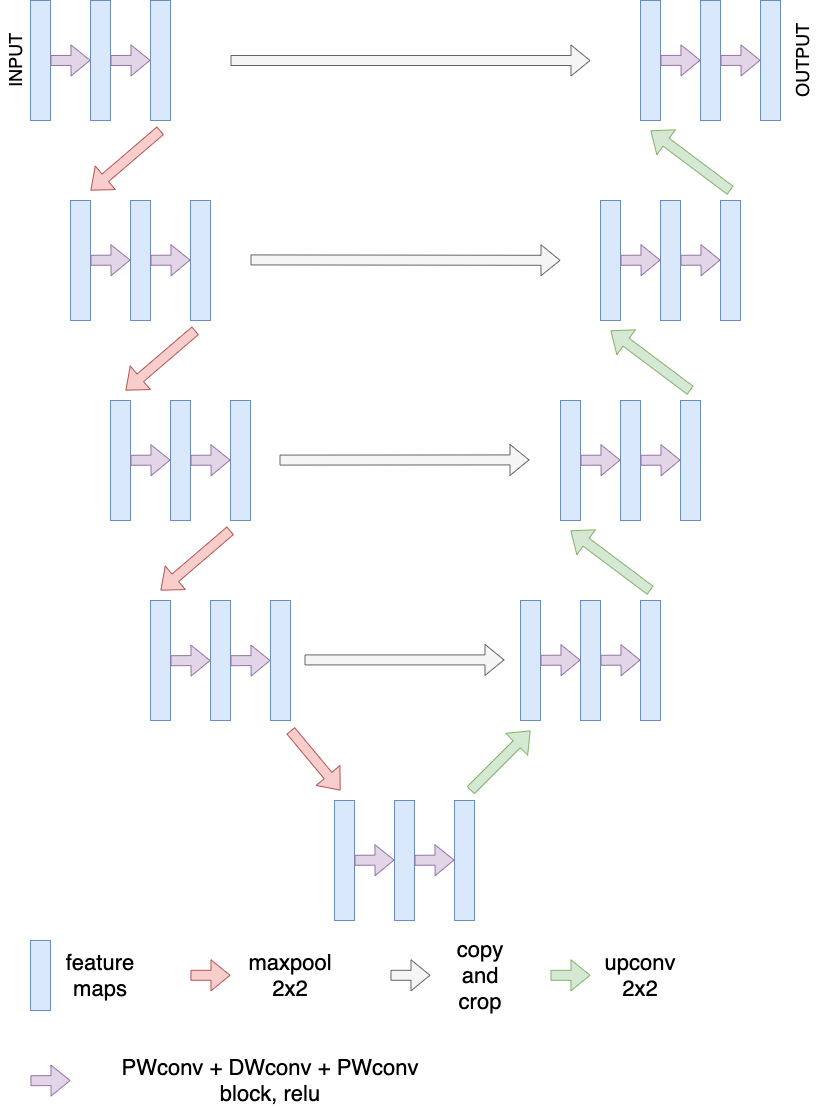 INPUT
OUTPUT
feature
maps
maxpool
2x2
copy
and
crop
upconv
2x2
PWconv + DWconv + PWconv
block, relu